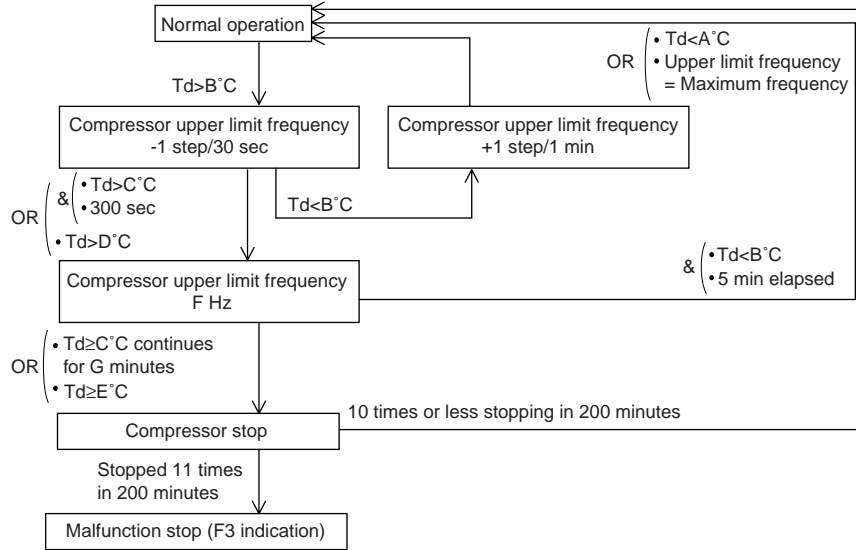 Normal operation
Td>B˚C
OR
• Td<A˚C
• Upper limit frequency
= Maximum frequency
Compressor upper limit frequency
-1 step/30 sec
Compressor upper limit frequency
+1 step/1 min
OR
&
• Td>C˚C
• 300 sec
• Td>D˚C
Td<B˚C
&
• Td<B˚C
• 5 min elapsed
Compressor upper limit frequency
F Hz
OR
• Td≥C˚C continues
for G minutes
• Td≥E˚C
10 times or less stopping in 200 minutes
Compressor stop
Stopped 11 times
in 200 minutes
Malfunction stop (F3 indication)